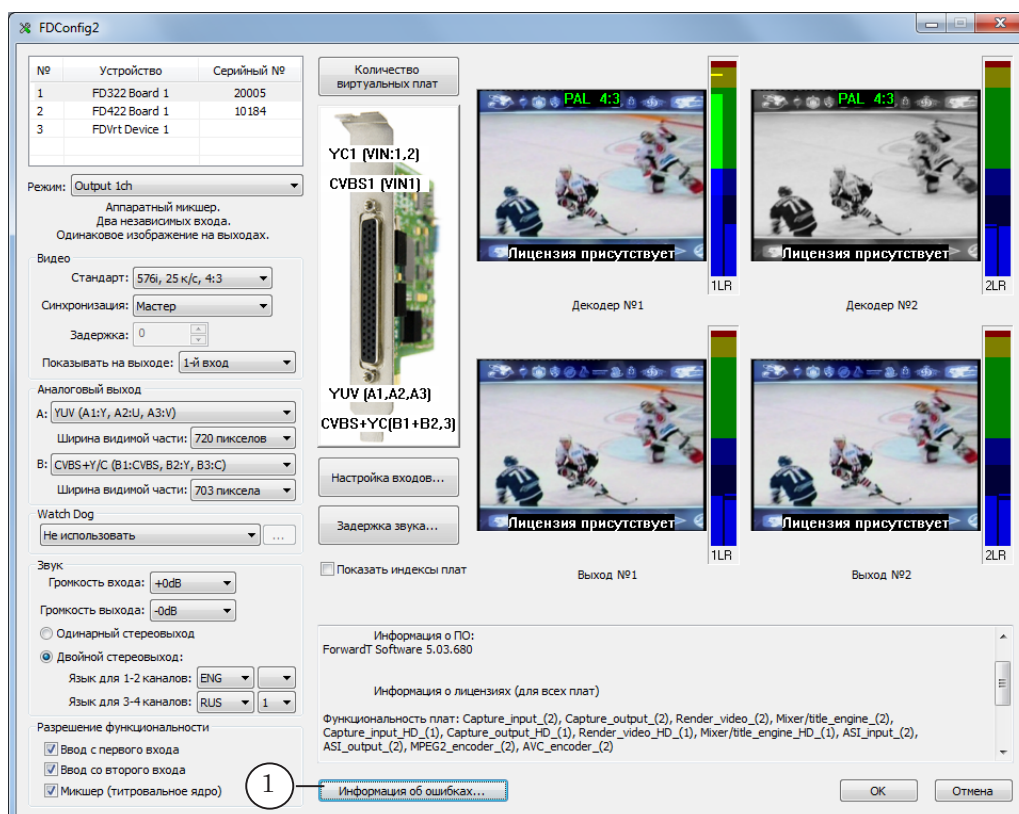 FDConfig2
№ Устройство Серийный №
1 FD322 Board 1 20005
2 FD422 Board 1 10184
3 FDVrt Device 1
Режим: Output 1ch
Аппаратный микшер.
Два независимых входа.
Одинаковое изображение на выходах.
Видео
Стандарт: 576i, 25 к/с, 4:3
Синхронизация: Мастер
Задержка: 0
Показывать на выходе: 1-й вход
Аналоговый выход
A: YUV (A1:Y, A2:U, A3:V)
Ширина видимой части: 720 пикселов
B: CVBS+Y/C (B1:CVBS, B2:Y, B3:C)
Ширина видимой части: 703 пиксела
Watch Dog
Не использовать ...
Звук
Громкость входа: +0dB
Громкость выхода: -0dB
Одинарный стереовыход
Двойной стереовыход:
Язык для 1-2 каналов: ENG
Язык для 3-4 каналов: RUS 1
Разрешение функциональности
Ввод с первого входа
Ввод со второго входа
Микшер (титровальное ядро)
Количество
виртуальных плат
YC1 (VIN:1,2)
CVBS1 (VIN1)
YUV (A1,A2,A3)
CVBS+YC(B1+B2,3)
Настройка входов...
Задержка звука...
Показать индексы плат
PAL 4:3
Лицензия присутствует
1LR
Декодер №1
PAL 4:3
Лицензия присутствует
2LR
Декодер №2
Лицензия присутствует
1LR
Выход №1
Лицензия присутствует
2LR
Выход №2
Информация о ПО:
ForwardT Software 5.03.680
Информация о лицензиях (для всех плат)
Функциональность плат: Capture_input_(2), Capture_output_(2), Render_video_(2), Mixer/title_engine_(2),
Capture_input_HD_(1), Capture_output_HD_(1), Render_video_HD_(1), Mixer/title_engine_HD_(1), ASI_input_(2),
ASI_output_(2), MPEG2_encoder_(2), AVC_encoder_(2)
1
Информация об ошибках...
OK
Отмена